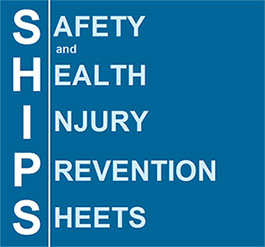 SAFETY
and
HEALTH
INJURY
PREVENTION
SHEETS